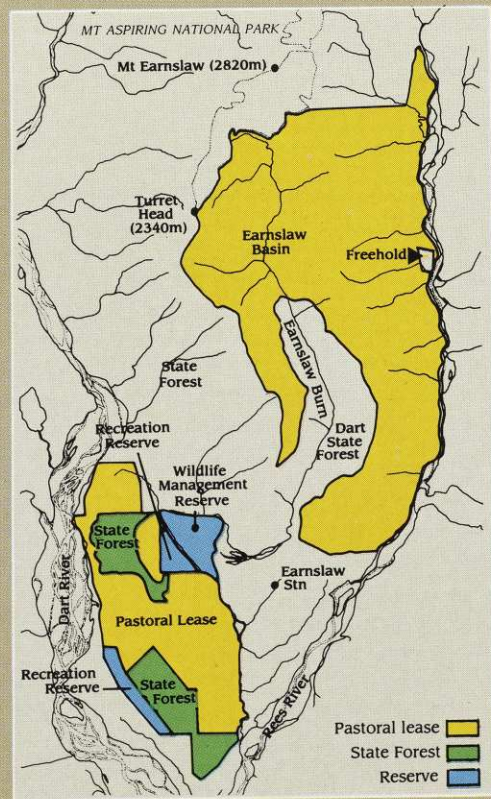 MT ASPIRING NATIONAL PARK
Mt Earnslaw (2820m)
Turret
Head
(2340m)
Earnslaw
Basin
Freehold
Earnslaw Burn
State
Forest
Dart
State
Forest
Recreation
Reserve
Wildlife
Management
Reserve
State
Forest
Dart River
Earnslaw
Stn
Pastoral Lease
Recreation
Reserve
State
Forest
Rees River
Pastoral lease
State Forest
Reserve